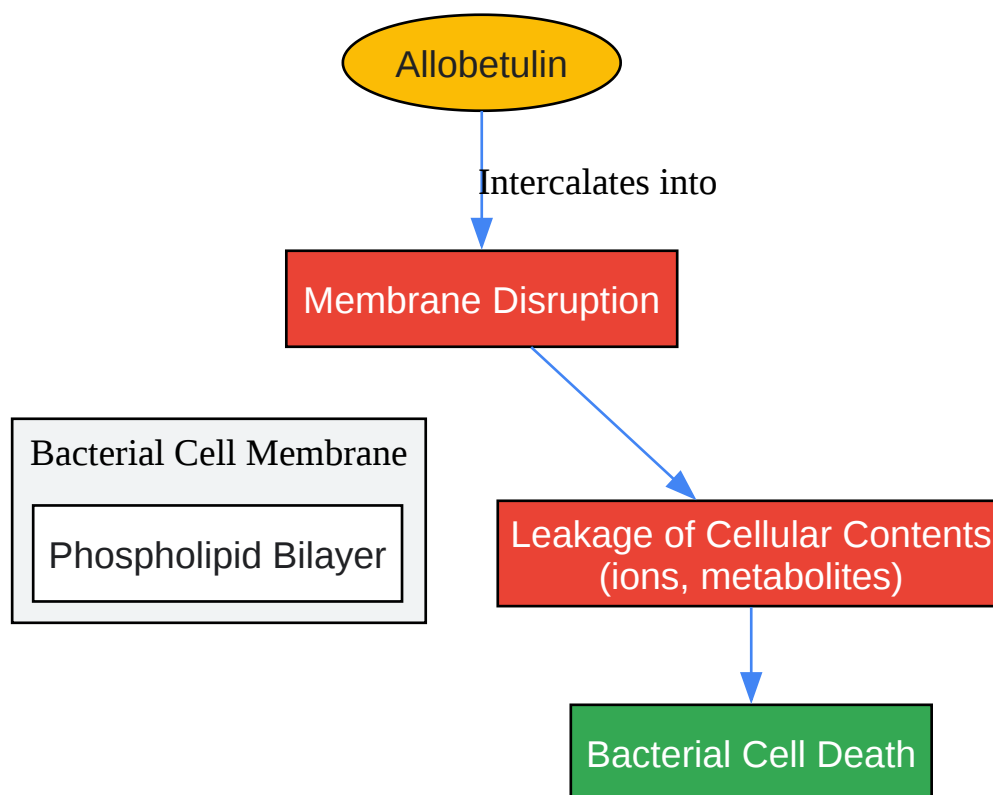 Allobetulin
Intercalates into
Membrane Disruption
Bacterial Cell Membrane
Phospholipid Bilayer
Leakage of Cellular Contents
(ions, metabolites)
Bacterial Cell Death